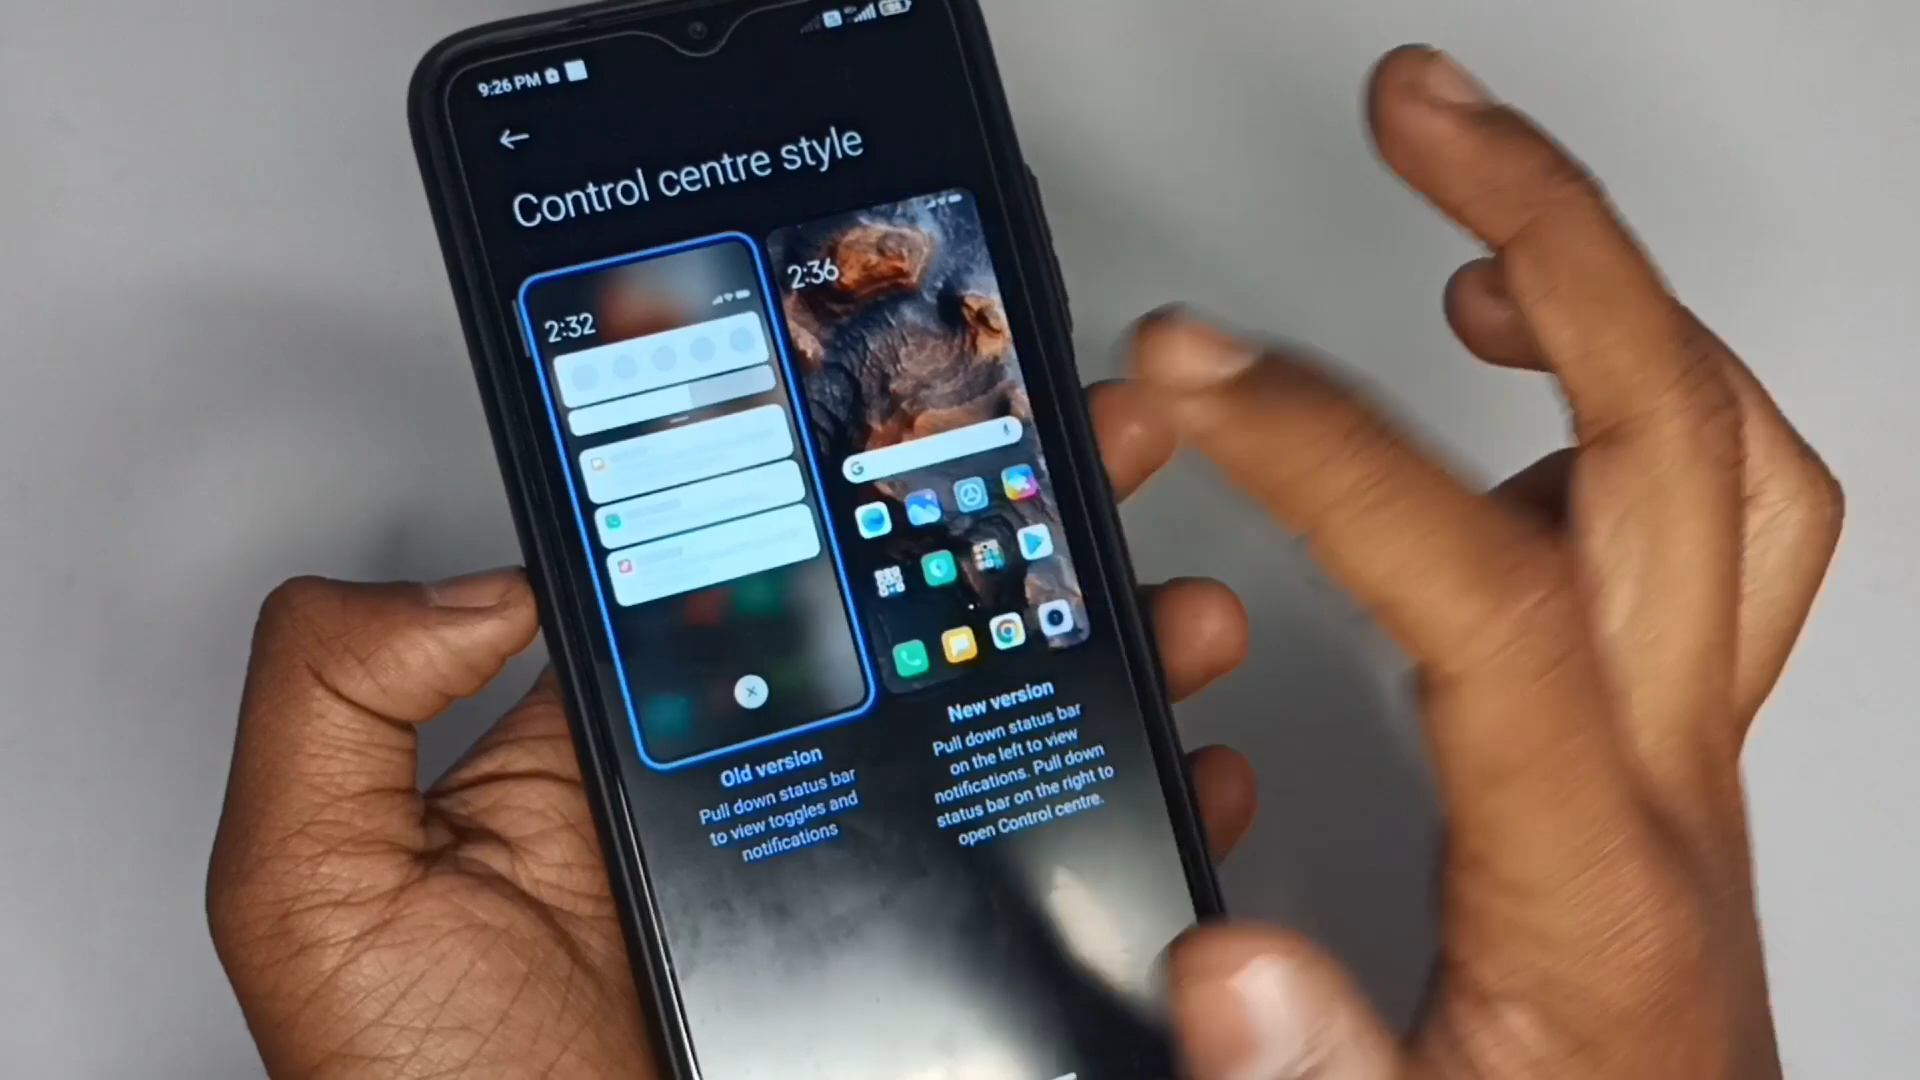 9:26 PM
Control centre style
2:32
2:36
Old version
Pull down status bar
to view toggles and
notifications
New version
Pull down status bar
on the left to view
notifications. Pull down
status bar on the right to
open Control centre.